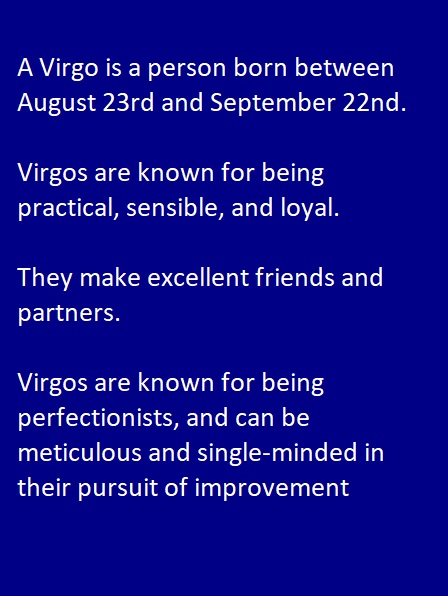 A Virgo is a person born between
August 23rd and September 22nd.
Virgos are known for being
practical, sensible, and loyal.
They make excellent friends and
partners.
Virgos are known for being
perfectionists, and can be
meticulous and single-minded in
their pursuit of improvement